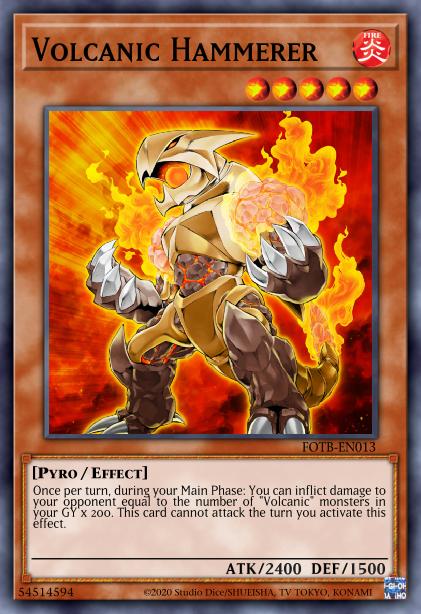 VOLCANIC HAMMERER
FIRE
炎
FOTB-EN013
[PYRO / EFFECT]
Once per turn, during your Main Phase: You can inflict damage to
your opponent equal to the number of "Volcanic" monsters in
your GY x 200. This card cannot attack the turn you activate this
effect.
ATK/2400 DEF/1500
54514594
©2020 Studio Dice/SHUEISHA, TV TOKYO, KONAMI